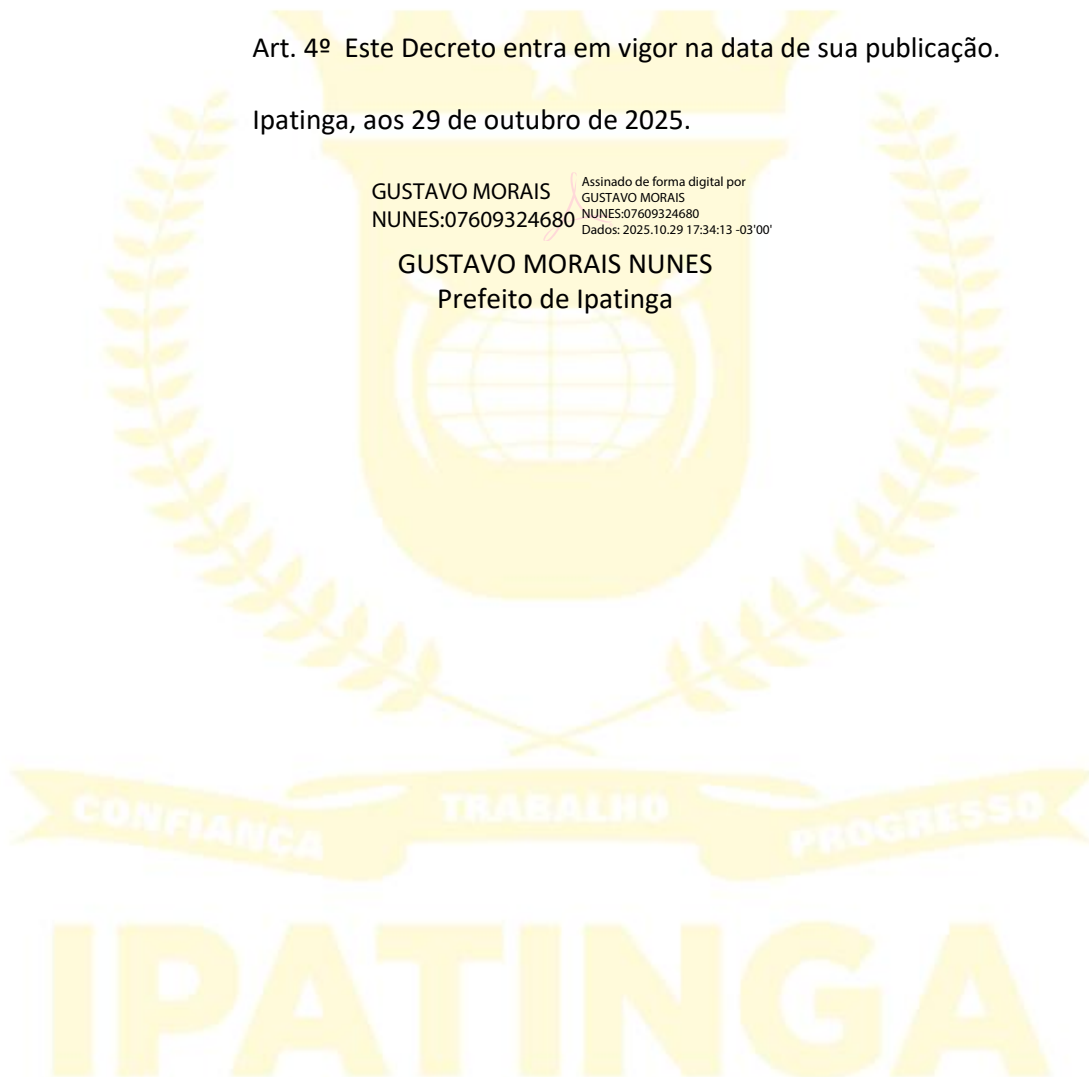 Art. 4º Este Decreto entra em vigor na data de sua publicação.
Ipatinga, aos 29 de outubro de 2025.
GUSTAVO MORAIS
NUNES:07609324680
Assinado de forma digital por
GUSTAVO MORAIS
NUNES:07609324680
Dados: 2025.10.29 17:34:13 -03'00'
GUSTAVO MORAIS NUNES
Prefeito de Ipatinga
CONFIANÇA TRABALHO PROGRESSO
IPATINGA